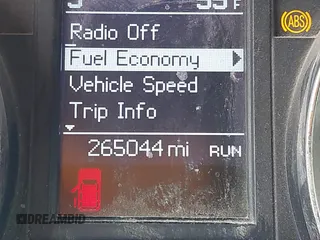 Radio Off
Fuel Economy
Vehicle Speed
Trip Info
265044 mi RUN
ABS
DREAMBID